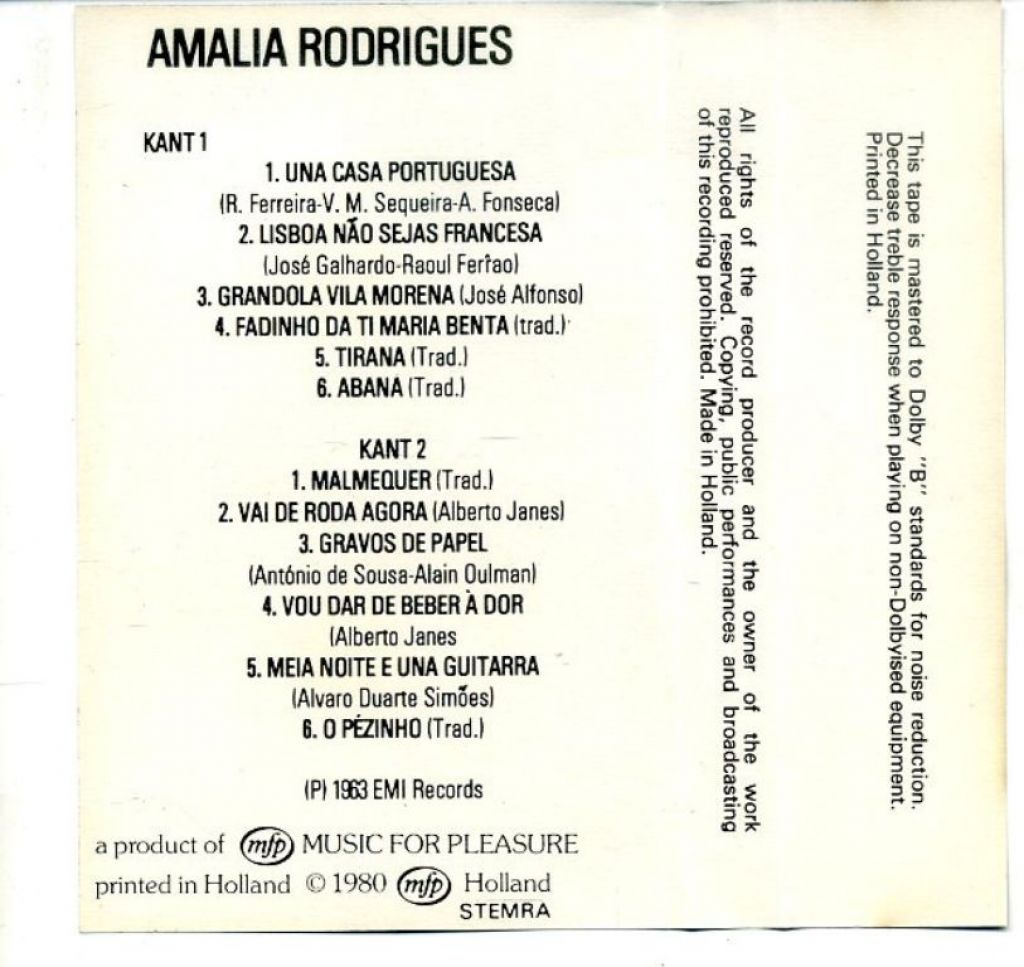 AMALIA RODRIGUES
KANT 1
1. UNA CASA PORTUGUESA
(R. Ferreira-V. M. Sequeira-A. Fonseca)
2. LISBOA NÃO SEJAS FRANCESA
(José Galhardo-Raoul Ferrao)
3. GRANDOLA VILA MORENA (José Alfonso)
4. FADINHO DA TI MARIA BENTA (trad.)
5. TIRANA (Trad.)
6. ABANA (Trad.)
KANT 2
1. MALMEQUER (Trad.)
2. VAI DE RODA AGORA (Alberto Janes)
3. GRAVOS DE PAPEL
(António de Sousa-Alain Oulman)
4. VOU DAR DE BEBER À DOR
(Alberto Janes
5. MEIA NOITE E UNA GUITARRA
(Alvaro Duarte Simões)
6. O PÉZINHO (Trad.)
(P) 1963 EMI Records
a product of mfp MUSIC FOR PLEASURE
printed in Holland © 1980 mfp Holland
STEMRA
All rights of the record producer and the owner of the work
reproduced reserved. Copying, public performances and broadcasting
of this recording prohibited. Made in Holland.
This tape is mastered to Dolby "B" standards for noise reduction.
Decrease treble response when playing on non-Dolbyised equipment.
Printed in Holland.